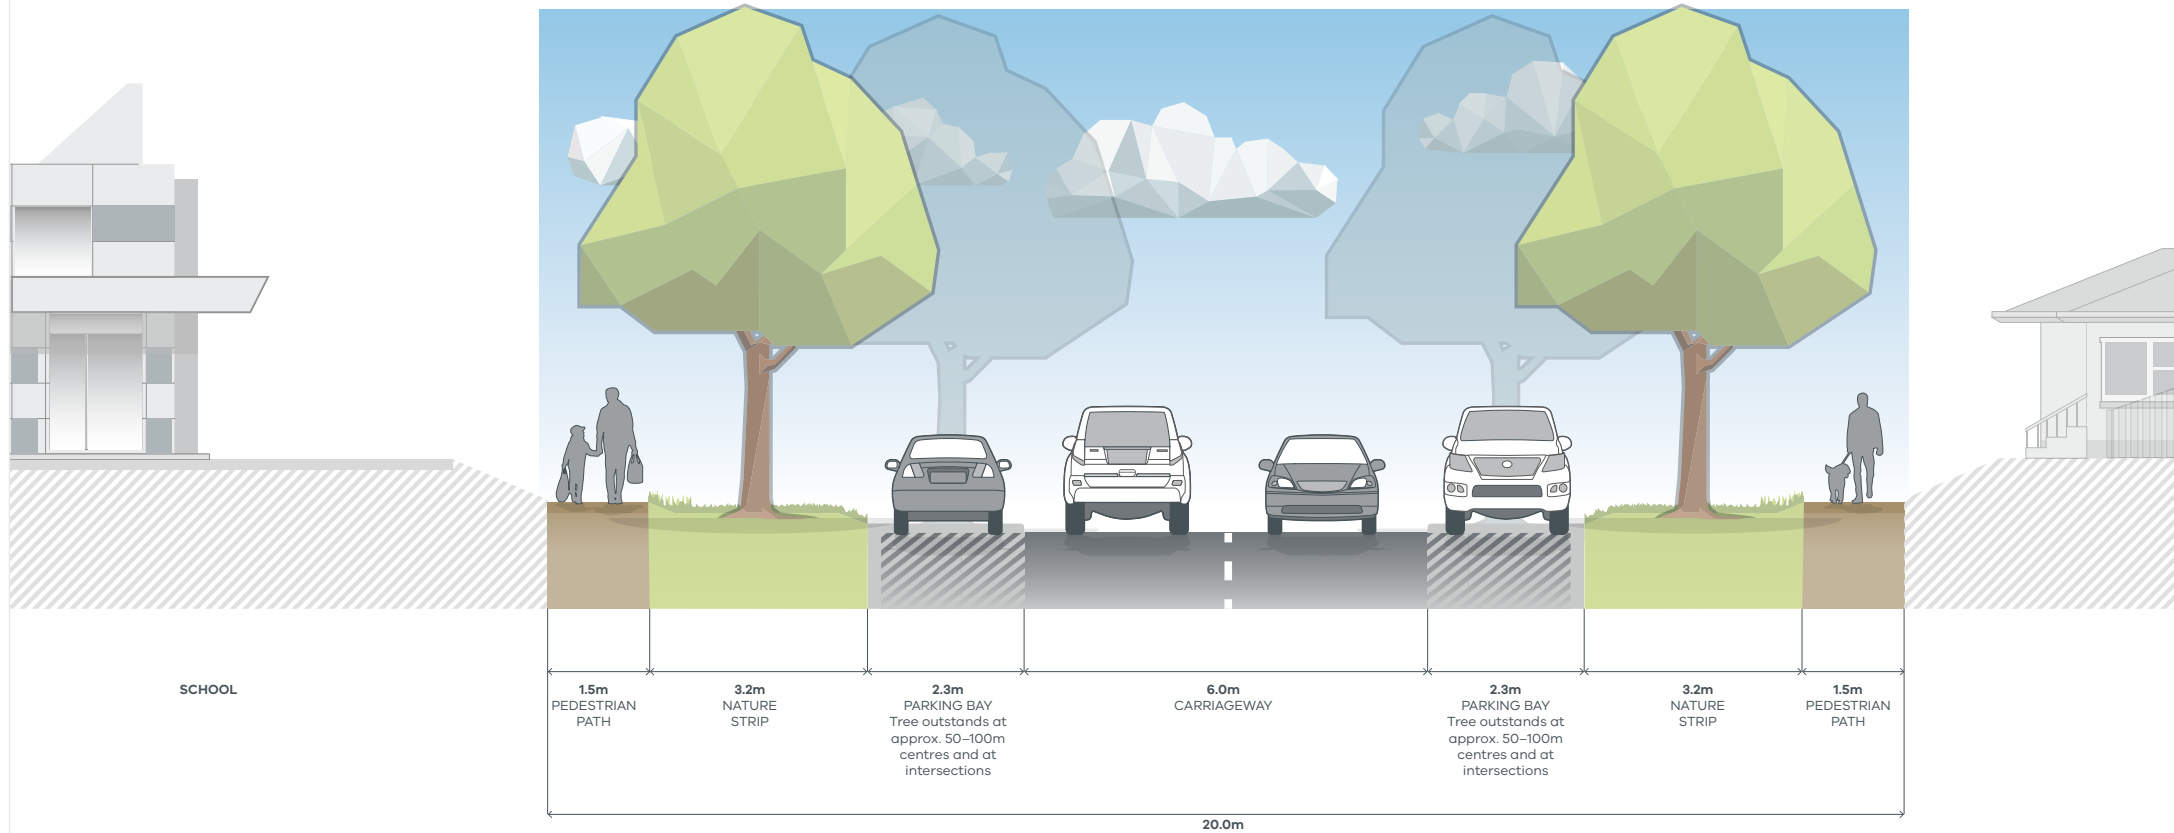 SCHOOL
1.5m
PEDESTRIAN
PATH
3.2m
NATURE
STRIP
2.3m
PARKING BAY
Tree outstands at
approx. 50–100m
centres and at
intersections
6.0m
CARRIAGEWAY
2.3m
PARKING BAY
Tree outstands at
approx. 50–100m
centres and at
intersections
3.2m
NATURE
STRIP
1.5m
PEDESTRIAN
PATH
20.0m